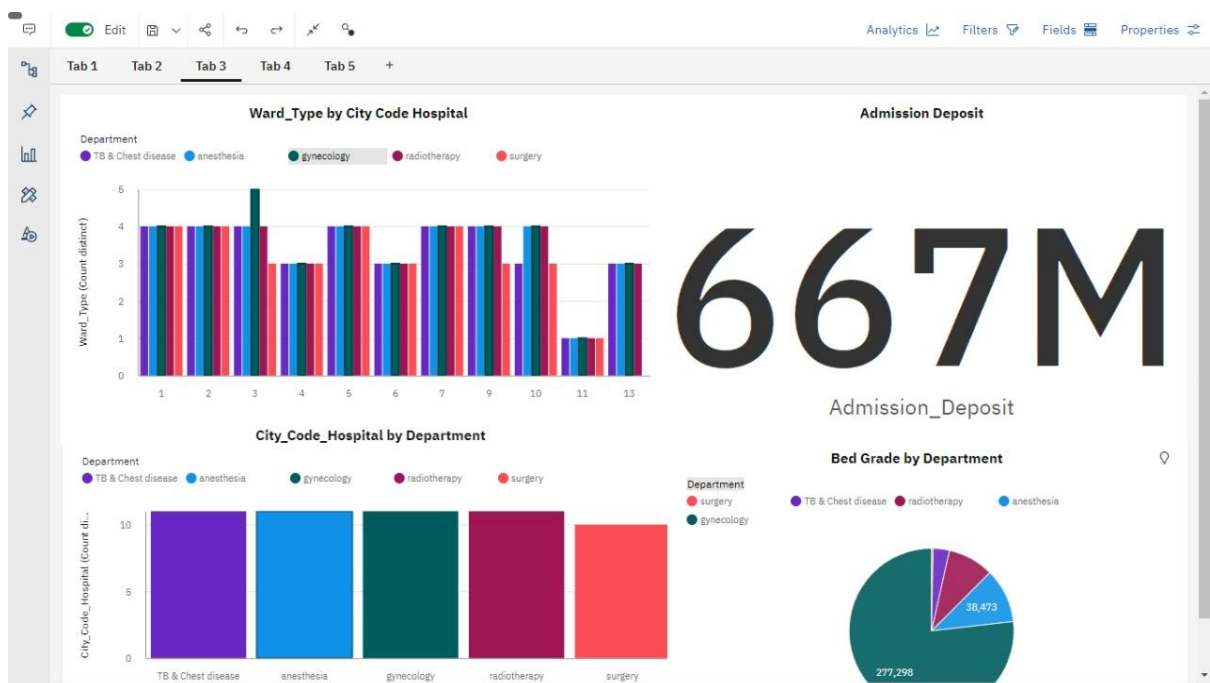 Edit
Analytics
Filters
Fields
Properties
Tab 1
Tab 2
Tab 3
Tab 4
Tab 5
+
Ward_Type by City Code Hospital
Department
TB & Chest disease
anesthesia
gynecology
radiotherapy
surgery
Ward_Type (Count distinct)
5
4
3
2
1
0
1
2
3
4
5
6
7
9
10
11
13
Admission Deposit
667M
Admission_Deposit
City_Code_Hospital by Department
Department
TB & Chest disease
anesthesia
gynecology
radiotherapy
surgery
City_Code_Hospital (Count di...
10
5
0
TB & Chest disease
anesthesia
gynecology
radiotherapy
surgery
Bed Grade by Department
Department
surgery
TB & Chest disease
radiotherapy
anesthesia
gynecology
38,473
277,298